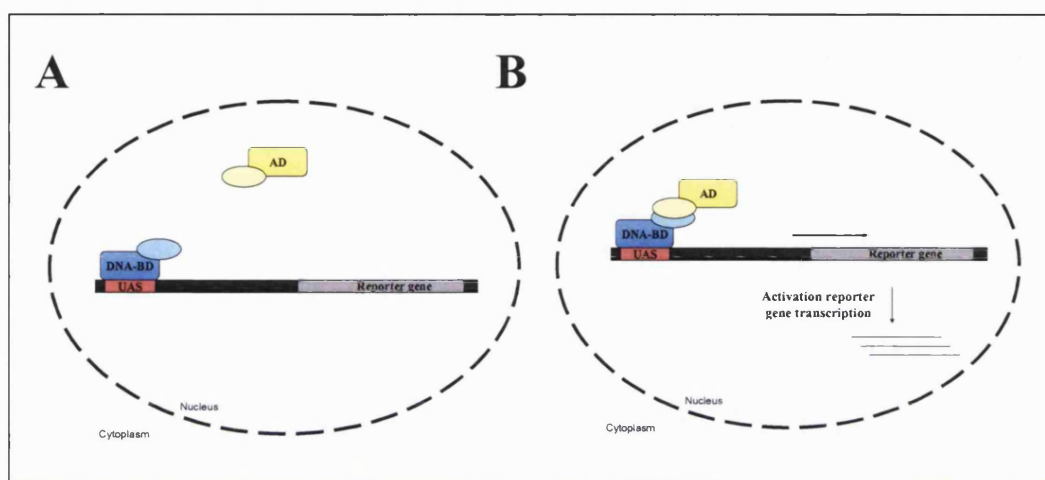 A
AD
DNA-BD
UAS
Reporter gene
Nucleus
Cytoplasm
B
AD
DNA-BD
UAS
Reporter gene
Activation reporter
gene transcription
Nucleus
Cytoplasm